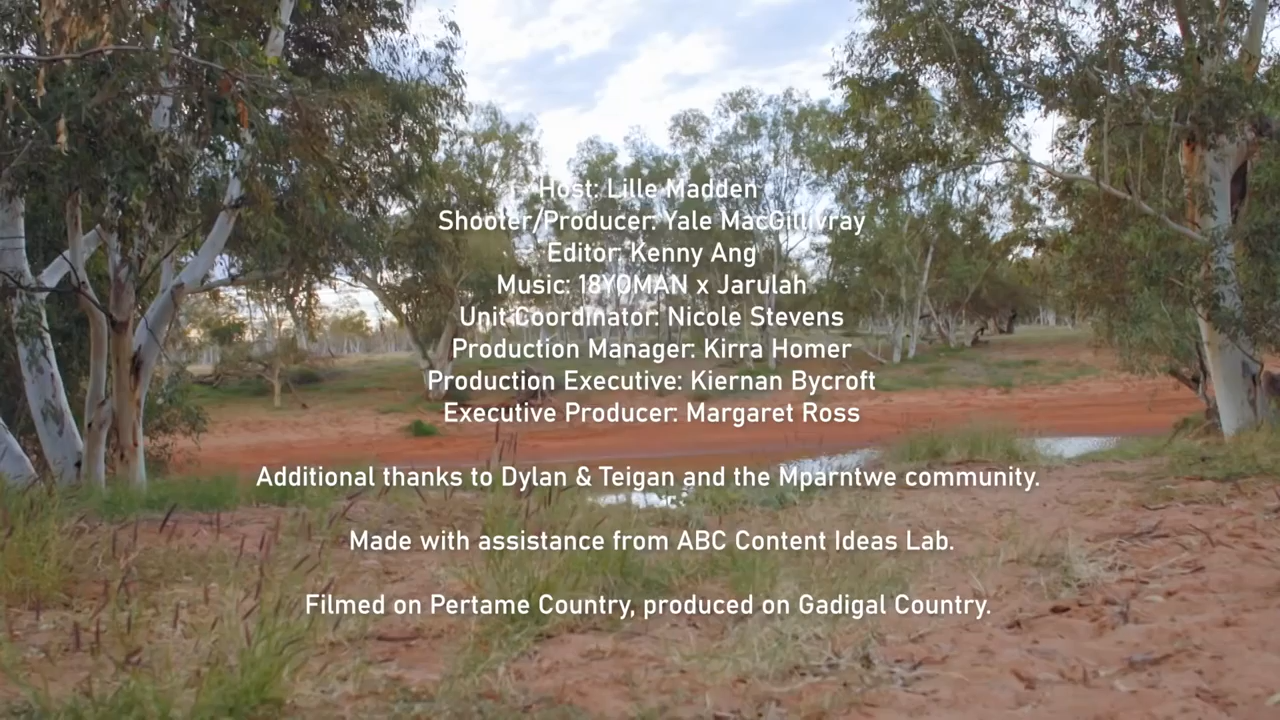 Host: Lille Madden
Shooter/Producer: Yale MacGillivray
Editor: Kenny Ang
Music: 18YOMAN x Jarulah
Unit Coordinator: Nicole Stevens
Production Manager: Kirra Homer
Production Executive: Kiernan Bycroft
Executive Producer: Margaret Ross
Additional thanks to Dylan & Teigan and the Mparntwe community.
Made with assistance from ABC Content Ideas Lab.
Filmed on Pertame Country, produced on Gadigal Country.